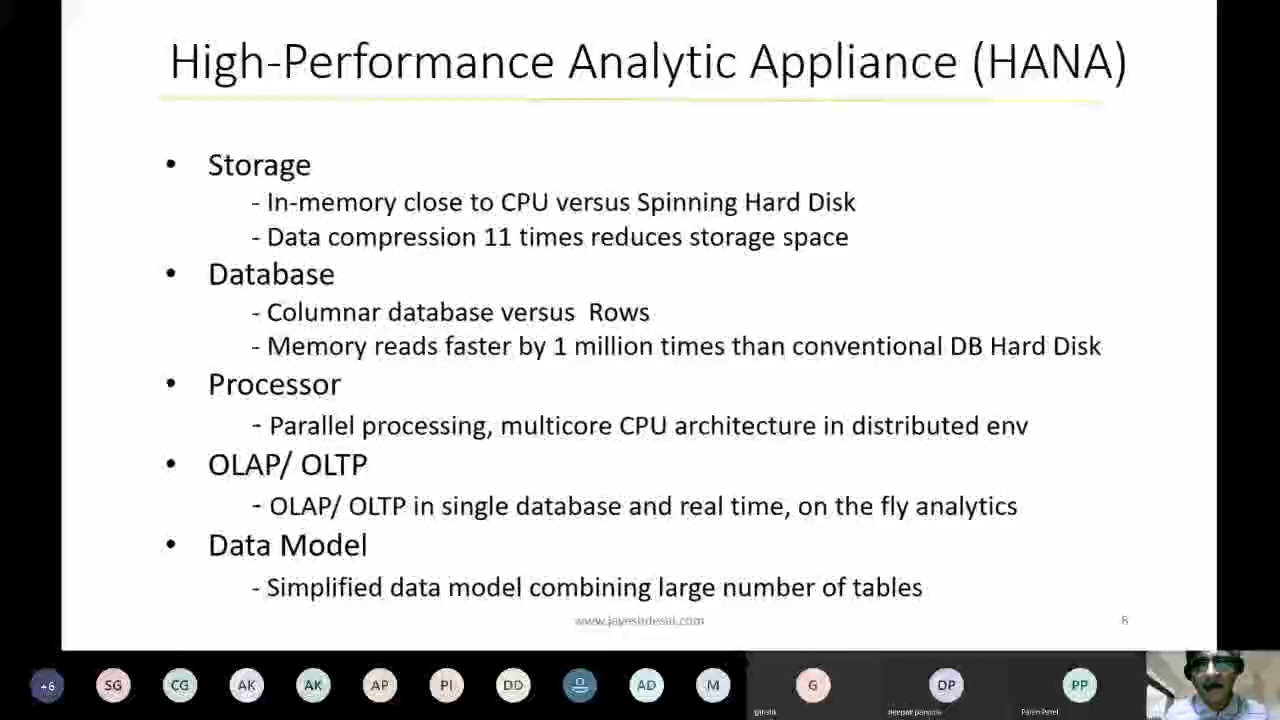 High-Performance Analytic Appliance (HANA)
• Storage
- In-memory close to CPU versus Spinning Hard Disk
- Data compression 11 times reduces storage space
• Database
- Columnar database versus Rows
- Memory reads faster by 1 million times than conventional DB Hard Disk
• Processor
- Parallel processing, multicore CPU architecture in distributed env
• OLAP/ OLTP
- OLAP/ OLTP in single database and real time, on the fly analytics
• Data Model
- Simplified data model combining large number of tables
www.jayeshdesai.com
+6 SG CG AK AK AP PI DD AD M G DP PP